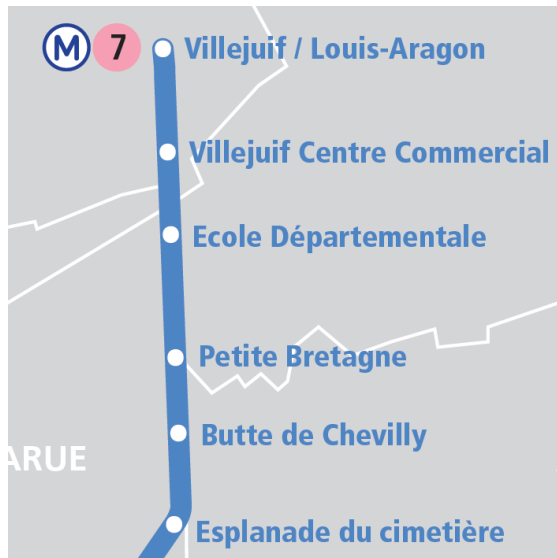 M 7 Villejuif / Louis-Aragon
Villejuif Centre Commercial
Ecole Départementale
Petite Bretagne
Butte de Chevilly
ARUE
Esplanade du cimetière